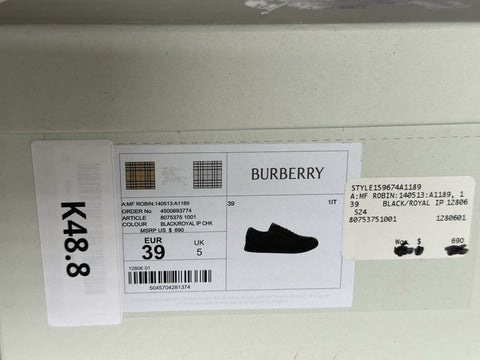 K48.8
BURBERRY
A:MF ROBIN:140513:A1189
ORDER No 4500693774
ARTICLE 8075375 1001
COLOUR BLACK/ROYAL IP CHK
MSRP US $ 690
EUR UK
39 5
12806 01
5045704281374
39 1IT
STYLE159674A1189
A:MF ROBIN:140513:A1189, 1
39 BLACK/ROYAL IP 12806
S24
80753751001 1280601
$ 690